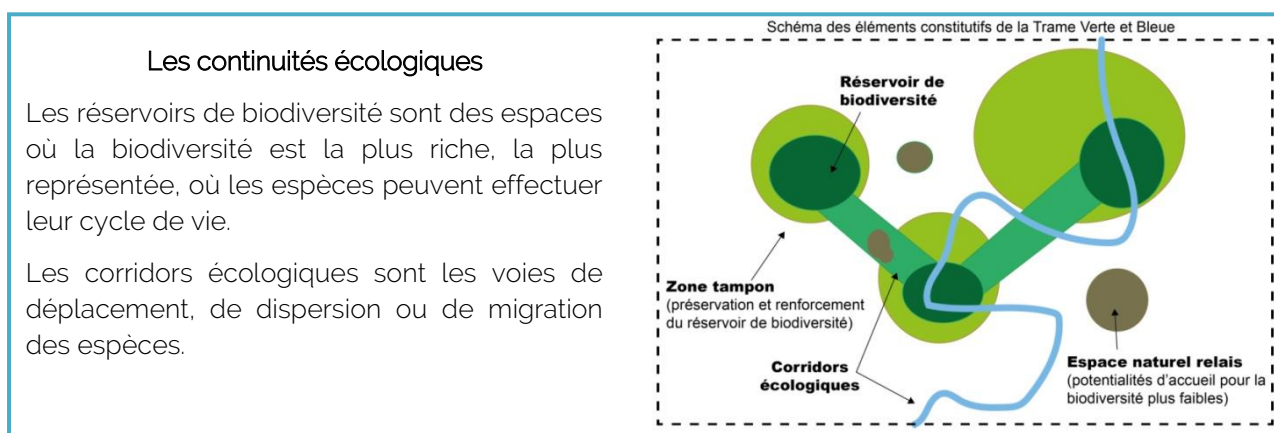 Les continuités écologiques
Les réservoirs de biodiversité sont des espaces
où la biodiversité est la plus riche, la plus
représentée, où les espèces peuvent effectuer
leur cycle de vie.
Les corridors écologiques sont les voies de
déplacement, de dispersion ou de migration
des espèces.
Schéma des éléments constitutifs de la Trame Verte et Bleue
Réservoir de
biodiversité
Zone tampon
(préservation et renforcement
du réservoir de biodiversité)
Corridors
écologiques
Espace naturel relais
(potentialités d'accueil pour la
biodiversité plus faibles)